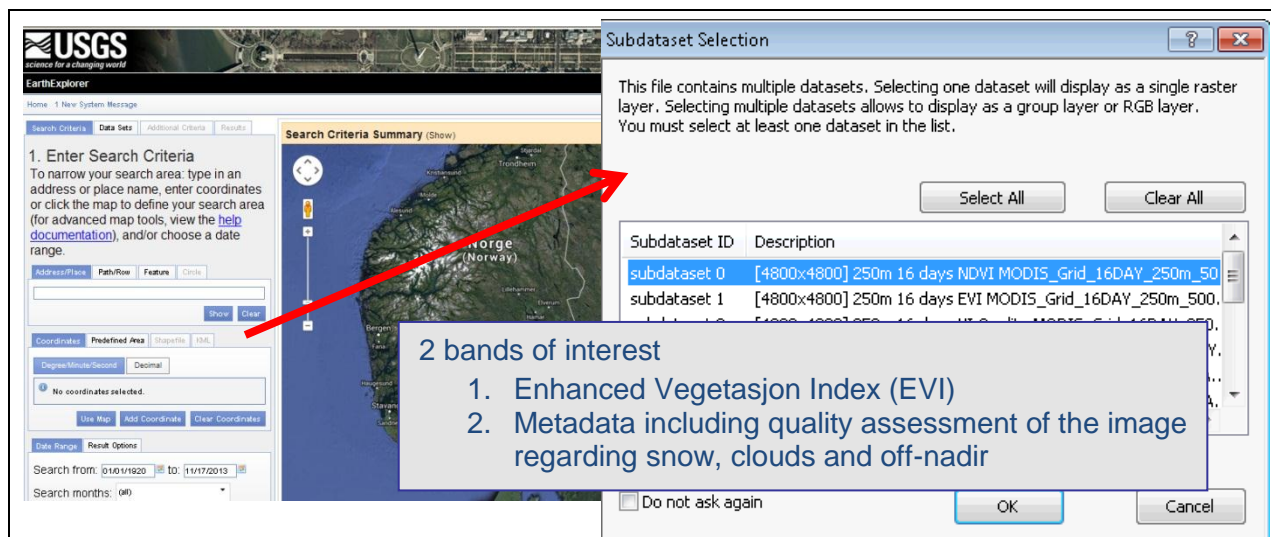 USGS
science for a changing world
EarthExplorer
Home 1 New System Message
Search Criteria Data Sets Additional Criteria Results
1. Enter Search Criteria
To narrow your search area: type in an
address or place name, enter coordinates
or click the map to define your search area
(for advanced map tools, view the help
documentation), and/or choose a date
range.
Address/Place Path/Row Feature Circle
Show Clear
Coordinates Predefined Area Shapefile KML
Degree/Minute/Second Decimal
No coordinates selected.
Use Map Add Coordinate Clear Coordinates
Date Range Result Options
Search from: 01/01/1920 to: 11/17/2013
Search months: (all)
Search Criteria Summary (Show)
Stjørdal
Trondheim
Kristiansund
Molde
Alesund
Norge
(Norway)
Lillehammer
Elverum
Hamar
Bergen
Haugesund
Stavan
Subdataset Selection
This file contains multiple datasets. Selecting one dataset will display as a single raster
layer. Selecting multiple datasets allows to display as a group layer or RGB layer.
You must select at least one dataset in the list.
Select All Clear All
Subdataset ID Description
subdataset 0 [4800x4800] 250m 16 days NDVI MODIS_Grid_16DAY_250m_50
subdataset 1 [4800x4800] 250m 16 days EVI MODIS_Grid_16DAY_250m_500.
2 bands of interest
1. Enhanced Vegetasjon Index (EVI)
2. Metadata including quality assessment of the image
regarding snow, clouds and off-nadir
Do not ask again OK Cancel